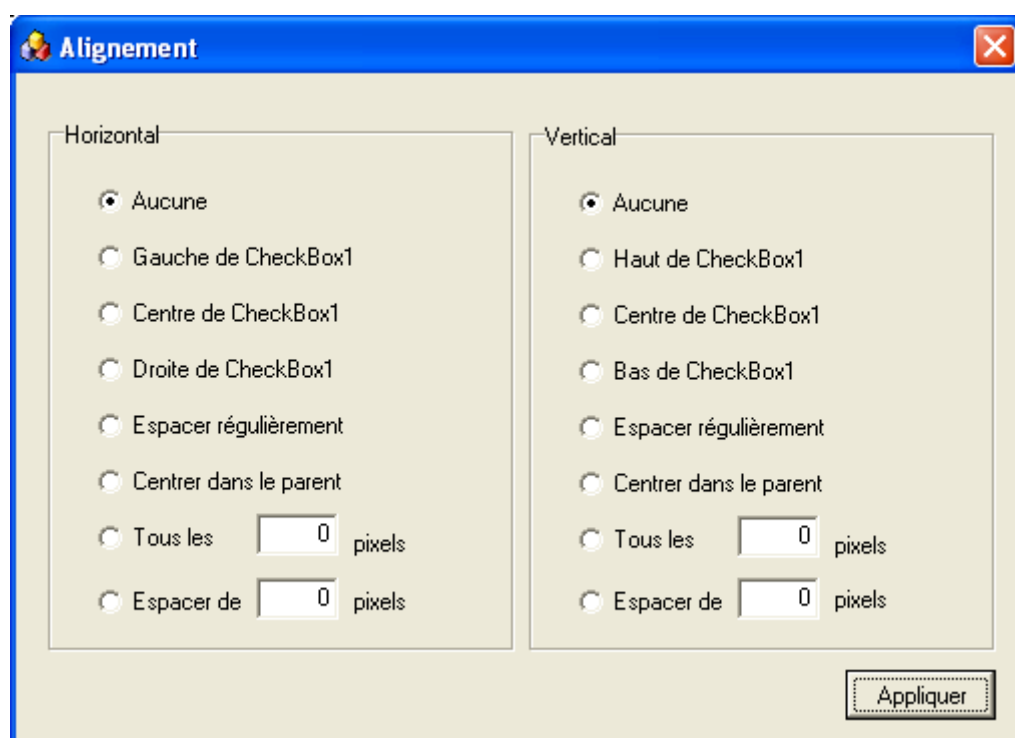 Alignement
Horizontal
Aucune
Gauche de CheckBox1
Centre de CheckBox1
Droite de CheckBox1
Espacer régulièrement
Centrer dans le parent
Tous les 0 pixels
Espacer de 0 pixels
Vertical
Aucune
Haut de CheckBox1
Centre de CheckBox1
Bas de CheckBox1
Espacer régulièrement
Centrer dans le parent
Tous les 0 pixels
Espacer de 0 pixels
Appliquer